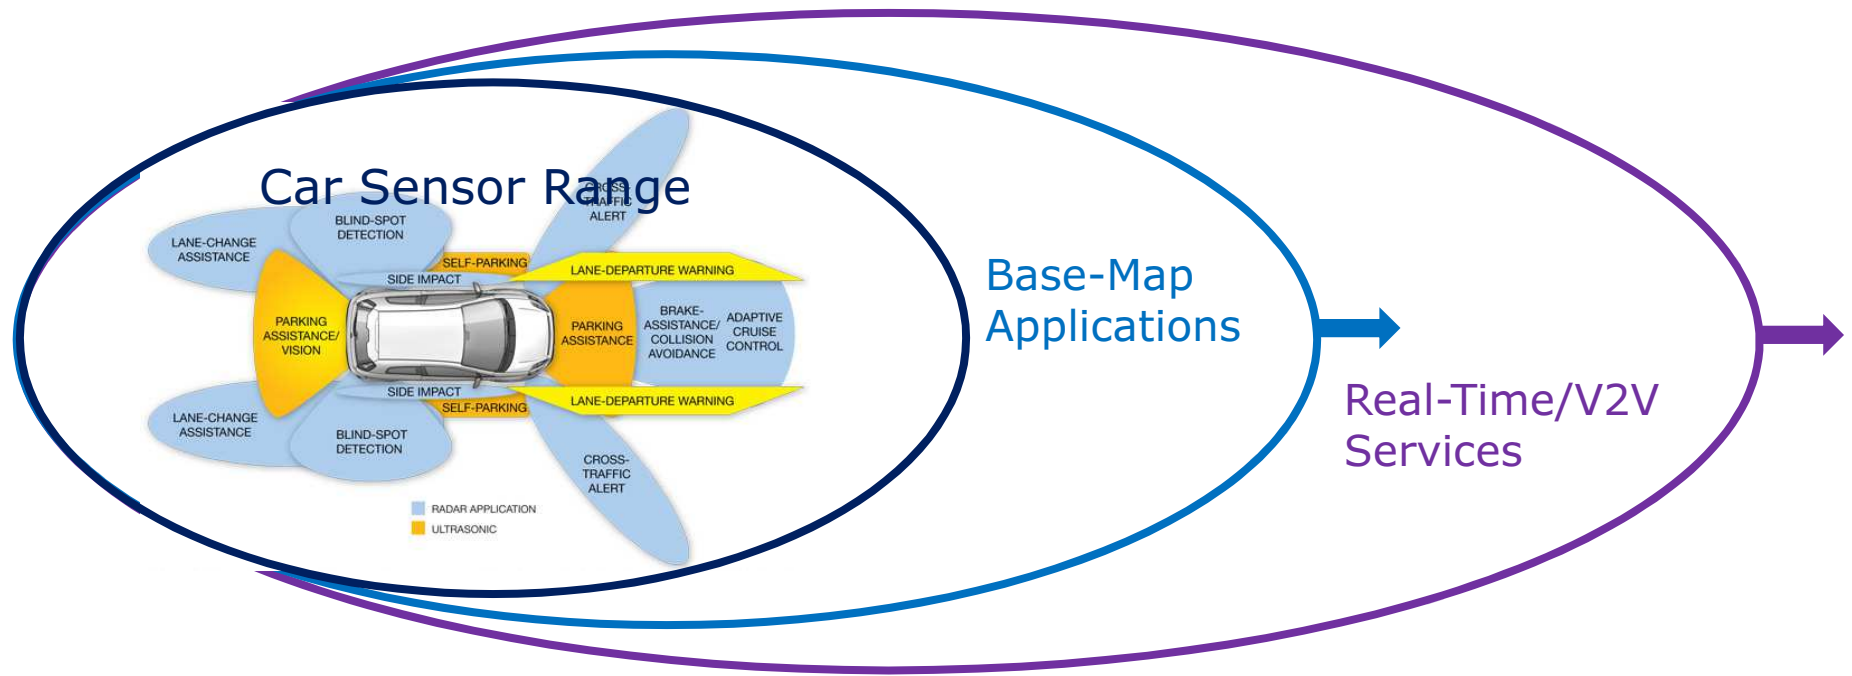 Car Sensor Range
CROSS-
TRAFFIC
ALERT
BLIND-SPOT
DETECTION
LANE-CHANGE
ASSISTANCE
SELF-PARKING
SIDE IMPACT
LANE-DEPARTURE WARNING
PARKING
ASSISTANCE/
VISION
PARKING
ASSISTANCE
BRAKE-
ASSISTANCE/
COLLISION
AVOIDANCE
ADAPTIVE
CRUISE
CONTROL
SIDE IMPACT
SELF-PARKING
LANE-DEPARTURE WARNING
LANE-CHANGE
ASSISTANCE
BLIND-SPOT
DETECTION
CROSS-
TRAFFIC
ALERT
RADAR APPLICATION
ULTRASONIC
Base-Map
Applications
Real-Time/V2V
Services